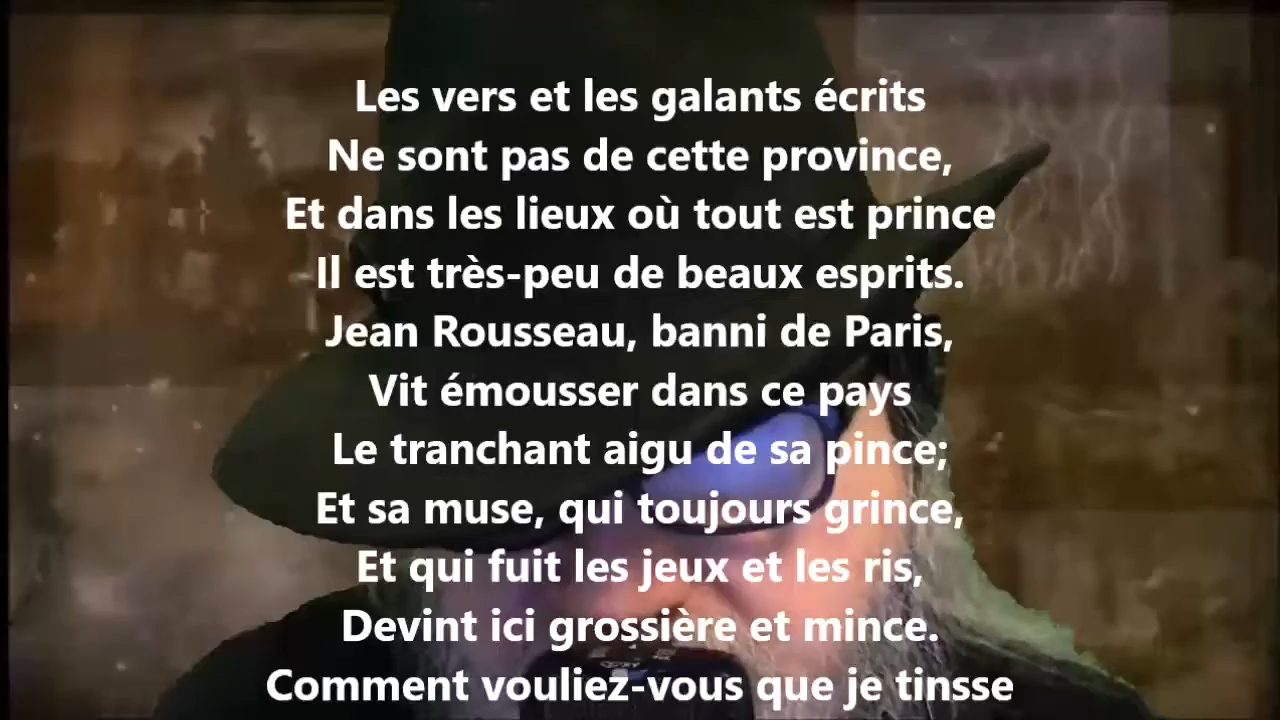 Les vers et les galants écrits
Ne sont pas de cette province,
Et dans les lieux où tout est prince
Il est très-peu de beaux esprits.
Jean Rousseau, banni de Paris,
Vit émousser dans ce pays
Le tranchant aigu de sa pince;
Et sa muse, qui toujours grince,
Et qui fuit les jeux et les ris,
Devint ici grossière et mince.
Comment vouliez-vous que je tinsse